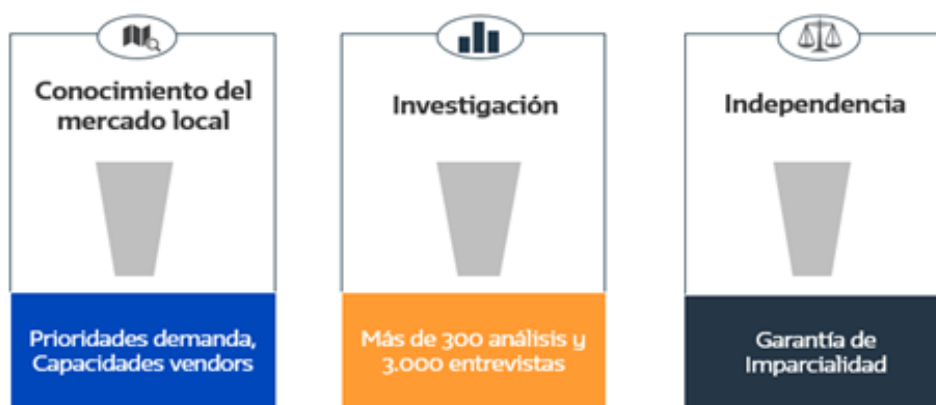 Conocimiento del
mercado local
Prioridades demanda,
Capacidades vendors
Investigación
Más de 300 análisis y
3.000 entrevistas
Independencia
Garantía de
Imparcialidad